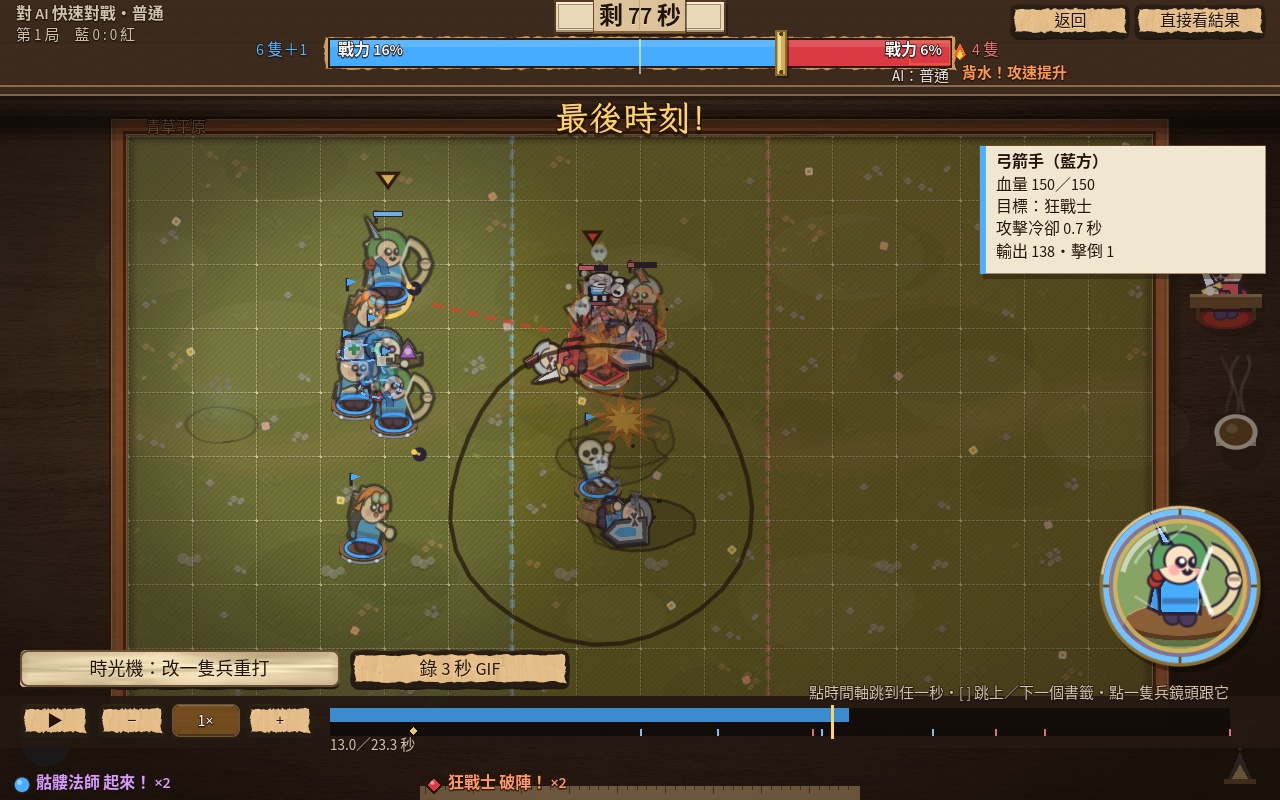 對 AI 快速對戰・普通
第 1 局　藍 0 : 0 紅
剩 77 秒
返回
直接看結果
6 隻＋1
戰力 16%
戰力 6%
4 隻
AI：普通
背水！攻速提升
最後時刻！
青草平原
弓箭手（藍方）
血量 150／150
目標：狂戰士
攻擊冷卻 0.7 秒
輸出 138・擊倒 1
時光機：改一隻兵重打
錄 3 秒 GIF
點時間軸跳到任一秒・[ ] 跳上／下一個書籤・點一隻兵鏡頭跟它
−
1×
+
13.0／23.3 秒
骷髏法師 起來！ ×2
狂戰士 破陣！ ×2